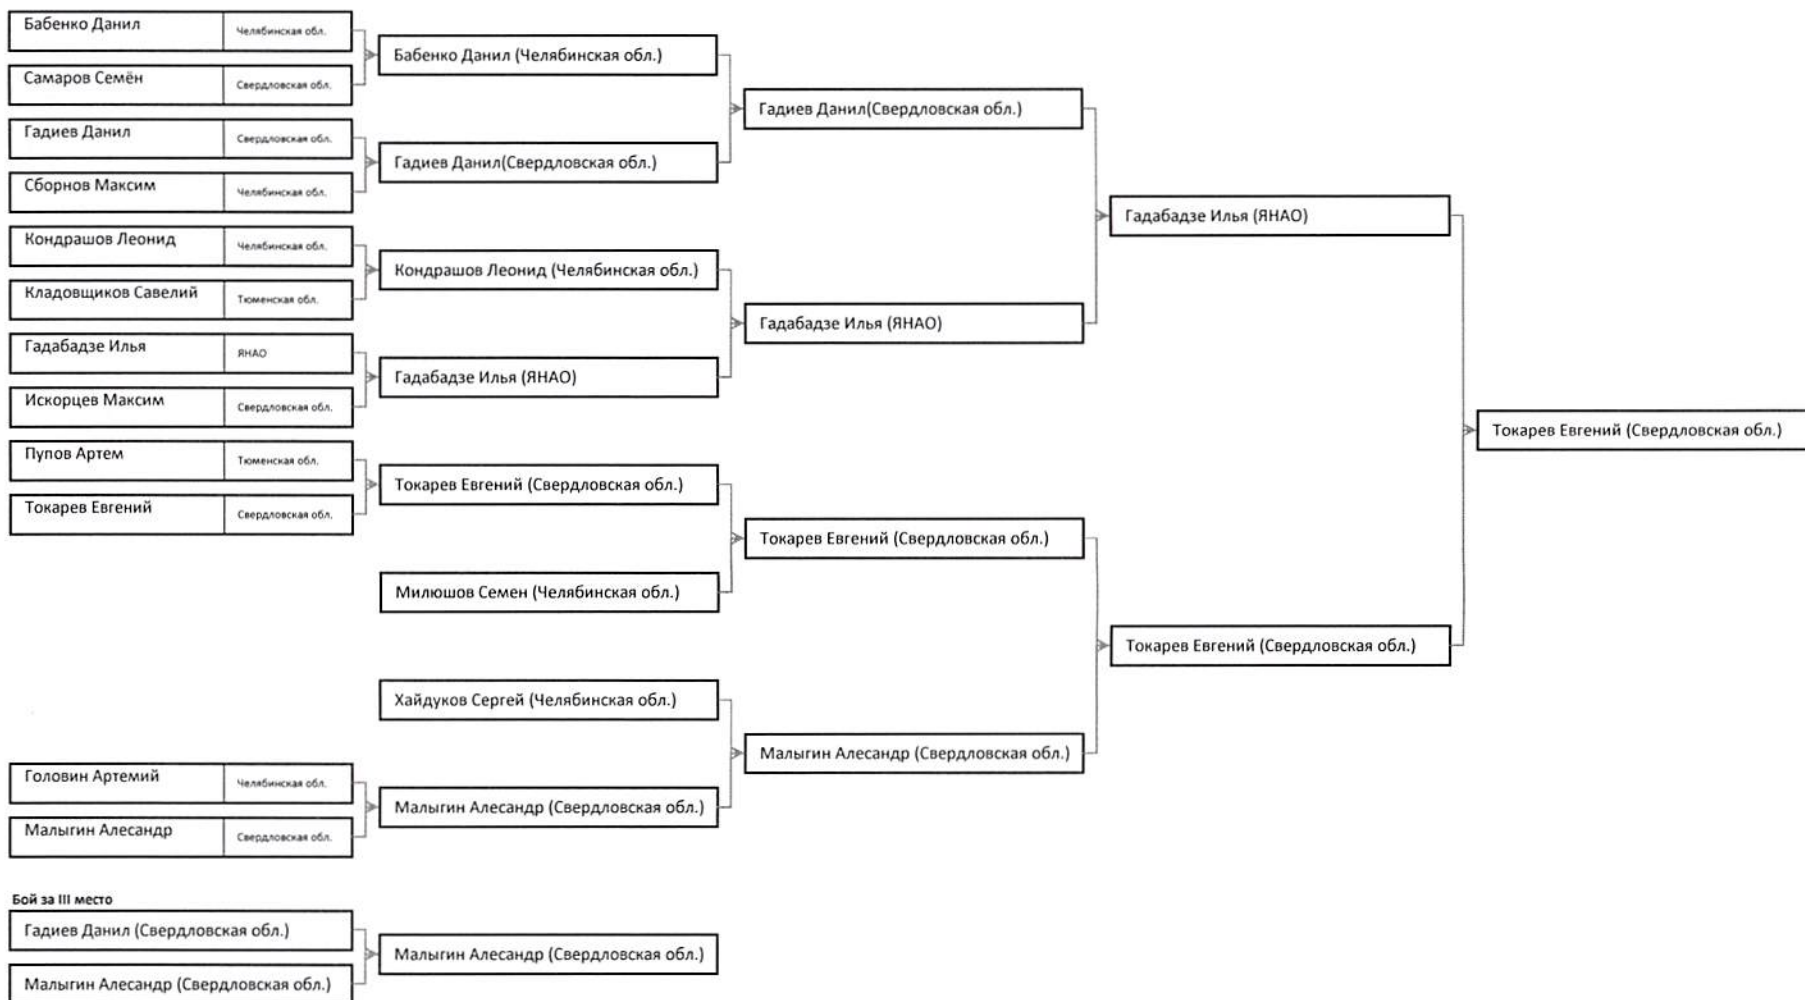 Бабенко Данил Челябинская обл.
Самаров Семён Свердловская обл.
Гадиев Данил Свердловская обл.
Сборнов Максим Челябинская обл.
Кондрашов Леонид Челябинская обл.
Кладовщиков Савелий Тюменская обл.
Гадабадзе Илья ЯНАО
Искорцев Максим Свердловская обл.
Пупов Артем Тюменская обл.
Токарев Евгений Свердловская обл.
Головин Артемий Челябинская обл.
Малыгин Алесандр Свердловская обл.
Бабенко Данил (Челябинская обл.)
Гадиев Данил(Свердловская обл.)
Кондрашов Леонид (Челябинская обл.)
Гадабадзе Илья (ЯНАО)
Токарев Евгений (Свердловская обл.)
Милюшов Семен (Челябинская обл.)
Хайдуков Сергей (Челябинская обл.)
Малыгин Алесандр (Свердловская обл.)
Гадиев Данил(Свердловская обл.)
Гадабадзе Илья (ЯНАО)
Токарев Евгений (Свердловская обл.)
Малыгин Алесандр (Свердловская обл.)
Гадабадзе Илья (ЯНАО)
Токарев Евгений (Свердловская обл.)
Токарев Евгений (Свердловская обл.)
Бой за III место
Гадиев Данил (Свердловская обл.)
Малыгин Алесандр (Свердловская обл.)
Малыгин Алесандр (Свердловская обл.)